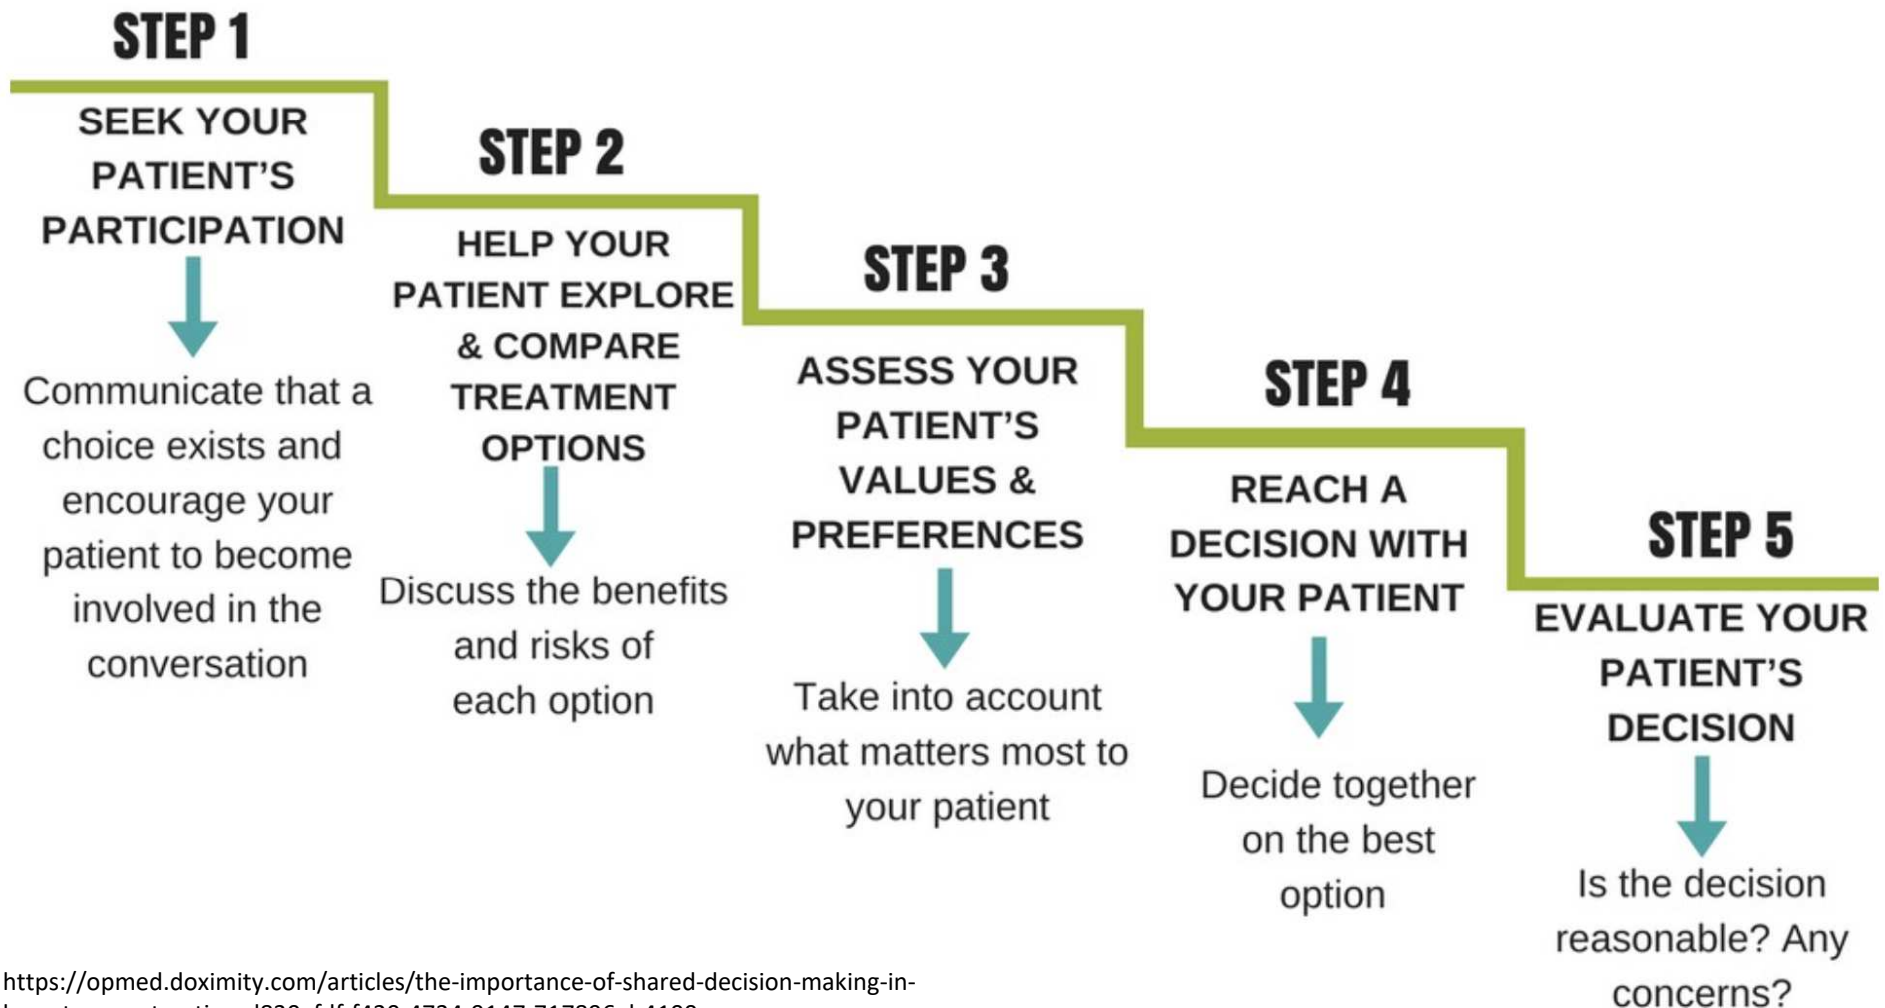 STEP 1
SEEK YOUR
PATIENT'S
PARTICIPATION
Communicate that a
choice exists and
encourage your
patient to become
involved in the
conversation
STEP 2
HELP YOUR
PATIENT EXPLORE
& COMPARE
TREATMENT
OPTIONS
Discuss the benefits
and risks of
each option
STEP 3
ASSESS YOUR
PATIENT'S
VALUES &
PREFERENCES
Take into account
what matters most to
your patient
STEP 4
REACH A
DECISION WITH
YOUR PATIENT
Decide together
on the best
option
STEP 5
EVALUATE YOUR
PATIENT'S
DECISION
Is the decision
reasonable? Any
concerns?
https://opmed.doximity.com/articles/the-importance-of-shared-decision-making-in-